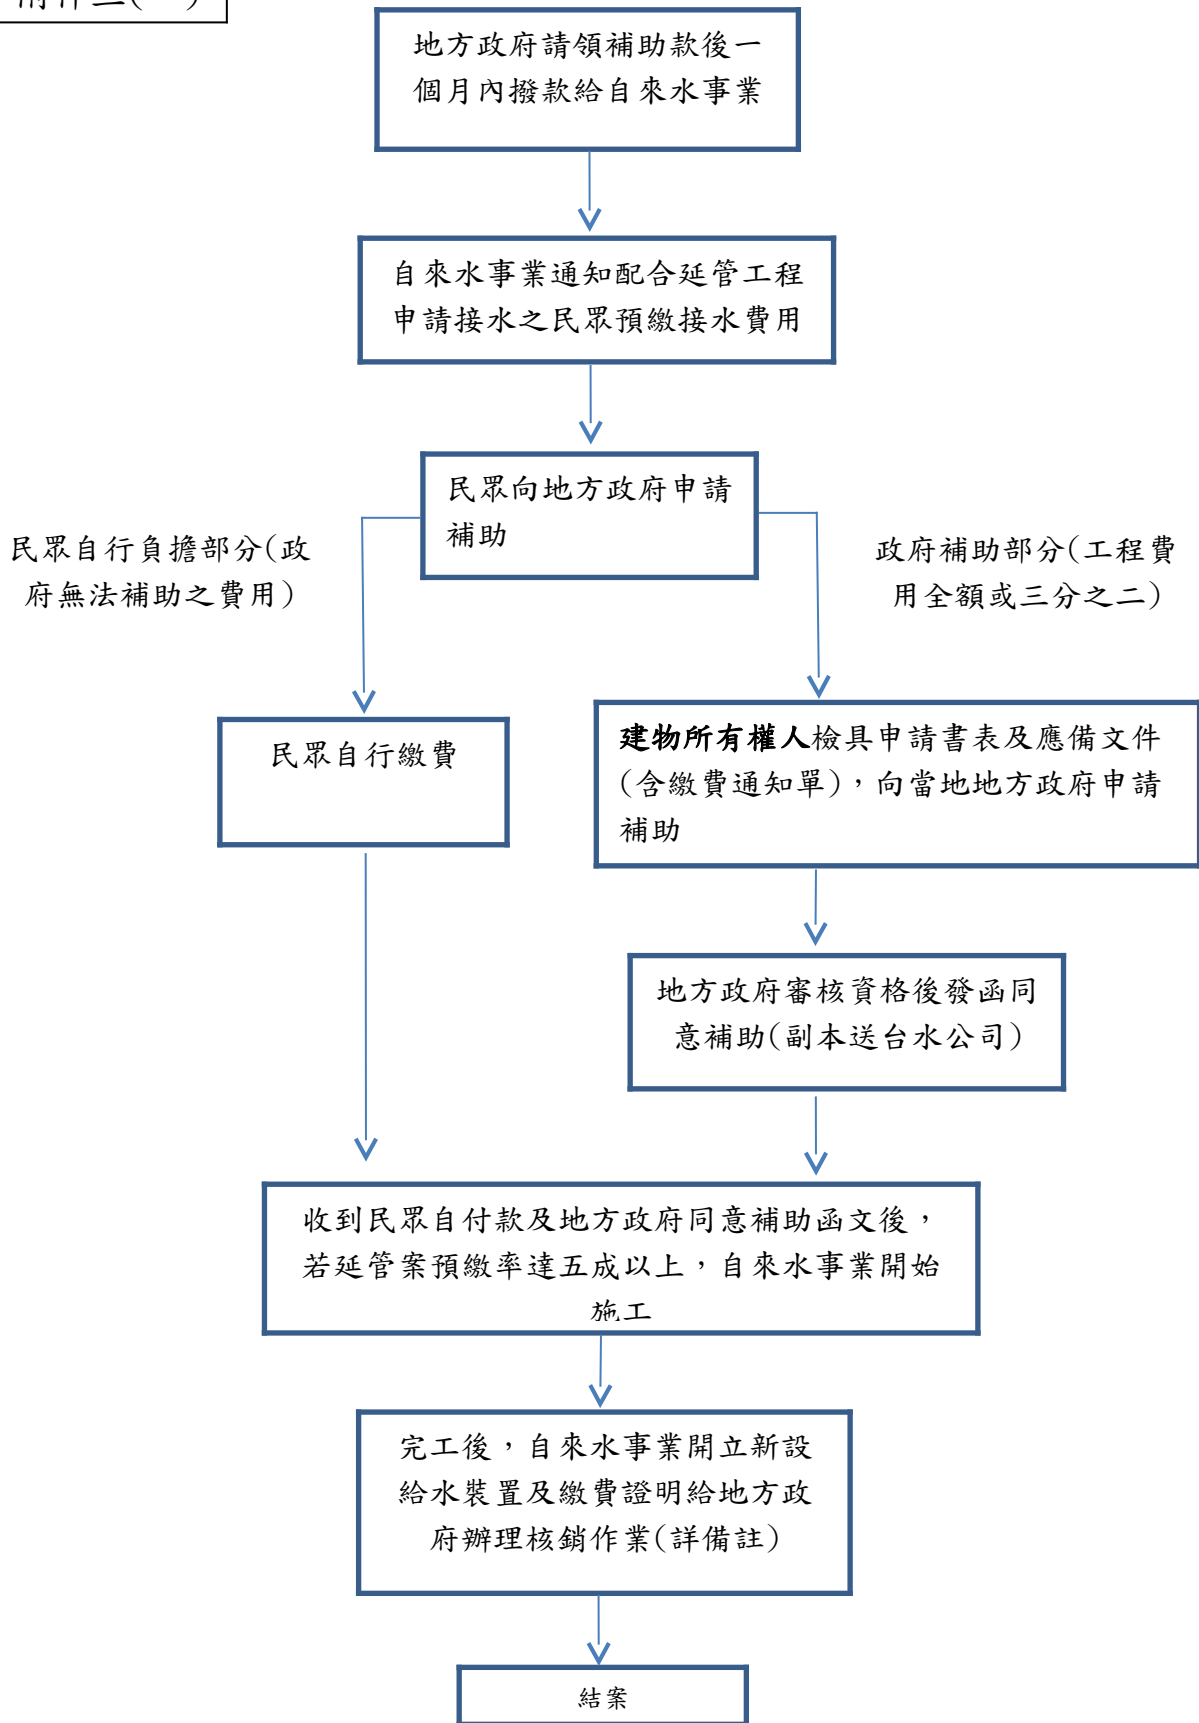 地方政府請領補助款後一
個月內撥款給自來水事業
自來水事業通知配合延管工程
申請接水之民眾預繳接水費用
民眾向地方政府申請
補助
民眾自行負擔部分(政
府無法補助之費用)
政府補助部分(工程費
用全額或三分之二)
民眾自行繳費
建物所有權人檢具申請書表及應備文件
(含繳費通知單)，向當地地方政府申請
補助
地方政府審核資格後發函同
意補助(副本送台水公司)
收到民眾自付款及地方政府同意補助函文後，
若延管案預繳率達五成以上，自來水事業開始
施工
完工後，自來水事業開立新設
給水裝置及繳費證明給地方政
府辦理核銷作業(詳備註)
結案